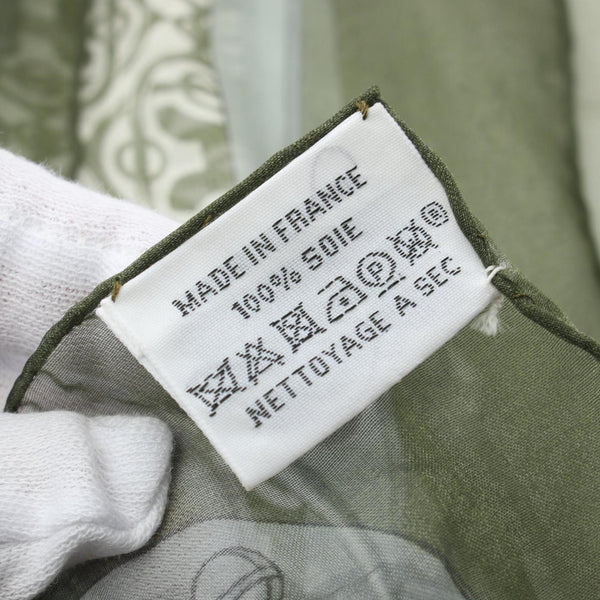 MADE IN FRANCE
100% SOIE
P ®
NETTOYAGE A SEC